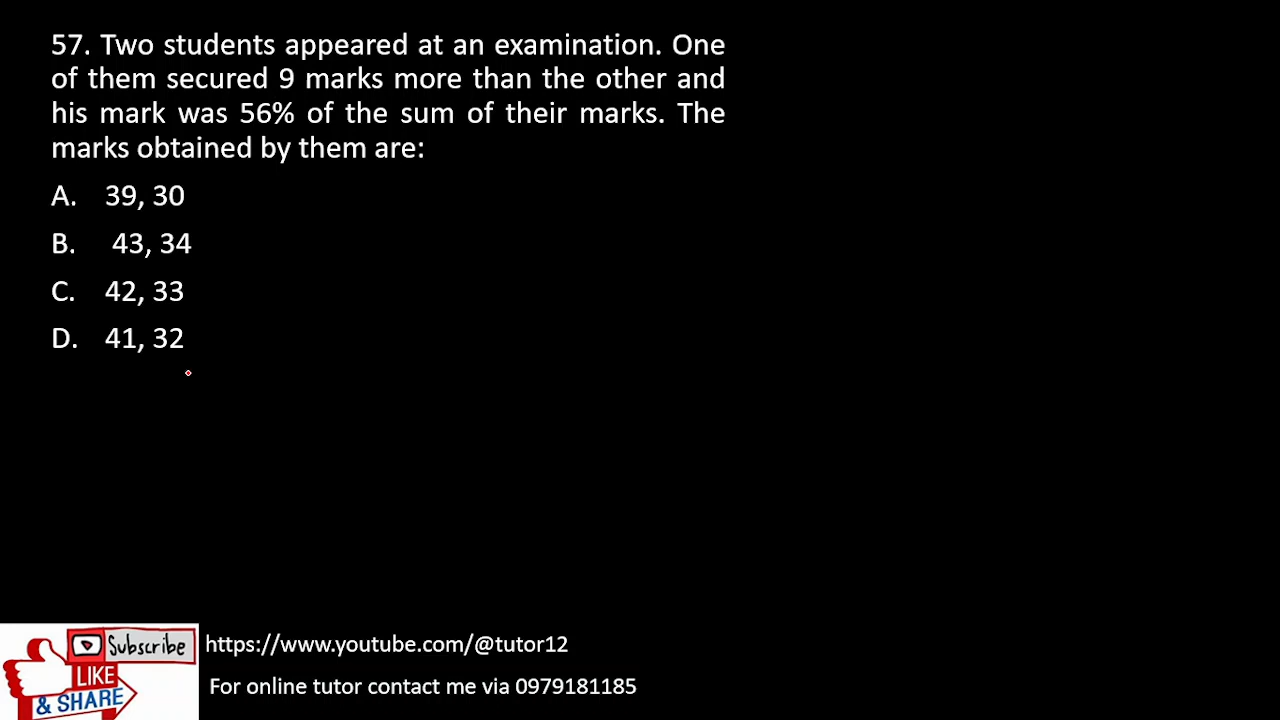 57. Two students appeared at an examination. One
of them secured 9 marks more than the other and
his mark was 56% of the sum of their marks. The
marks obtained by them are:
A. 39, 30
B. 43, 34
C. 42, 33
D. 41, 32
Subscribe
LIKE
& SHARE
https://www.youtube.com/@tutor12
For online tutor contact me via 0979181185